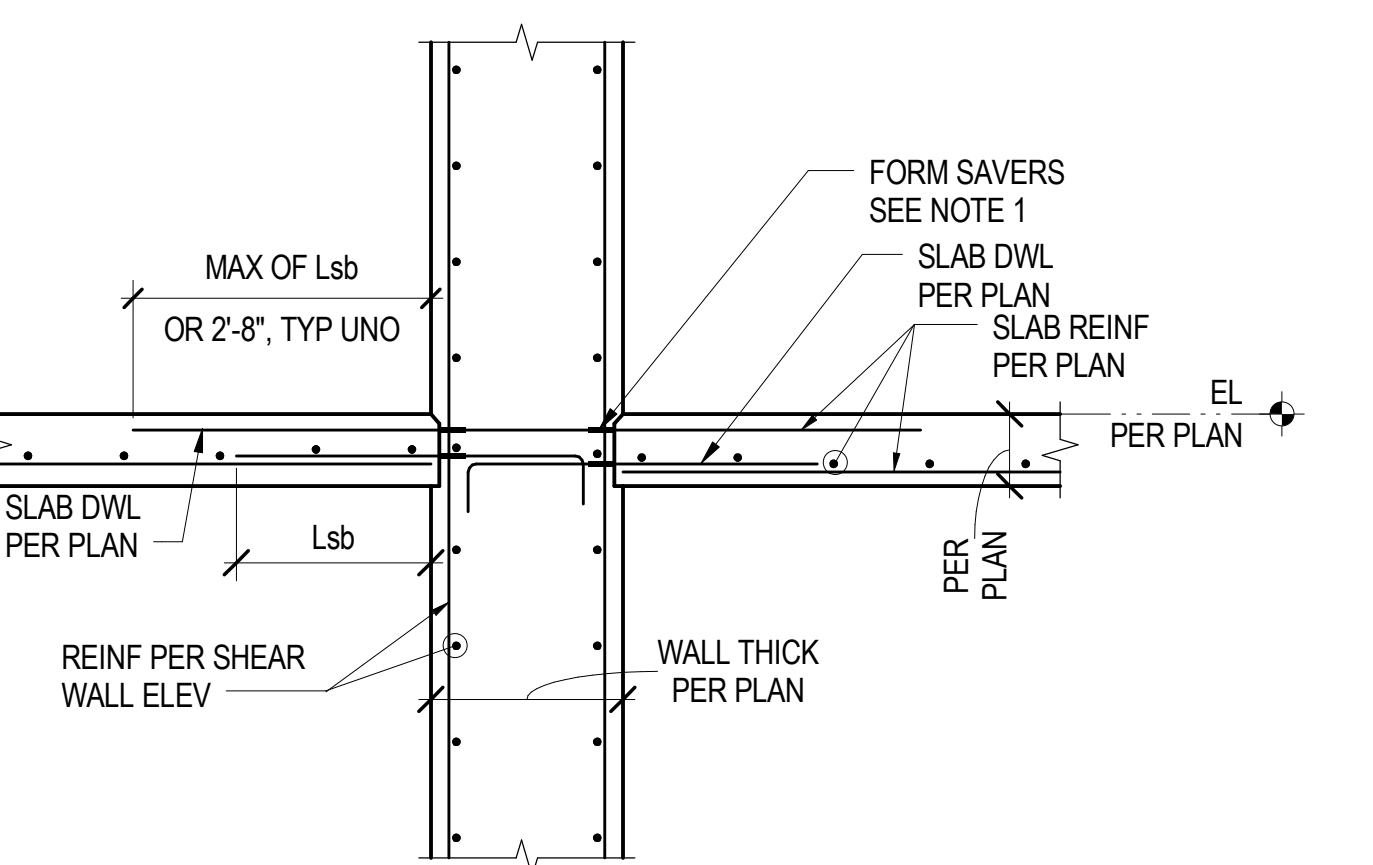 FORM SAVERS
SEE NOTE 1
SLAB DWL
PER PLAN
SLAB REINF
PER PLAN
MAX OF Lsb
OR 2'-8", TYP UNO
EL
PER PLAN
SLAB DWL
PER PLAN
Lsb
PER
PLAN
REINF PER SHEAR
WALL ELEV
WALL THICK
PER PLAN